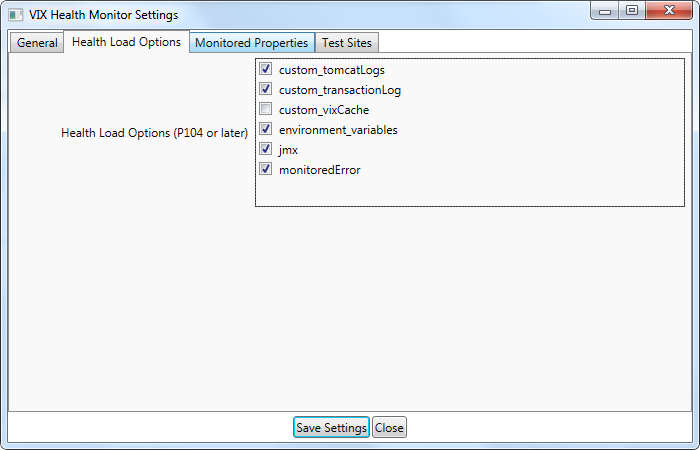 VIX Health Monitor Settings
General Health Load Options Monitored Properties Test Sites
custom_tomcatLogs
custom_transactionLog
custom_vixCache
Health Load Options (P104 or later) environment_variables
jmx
monitoredError
Save Settings Close